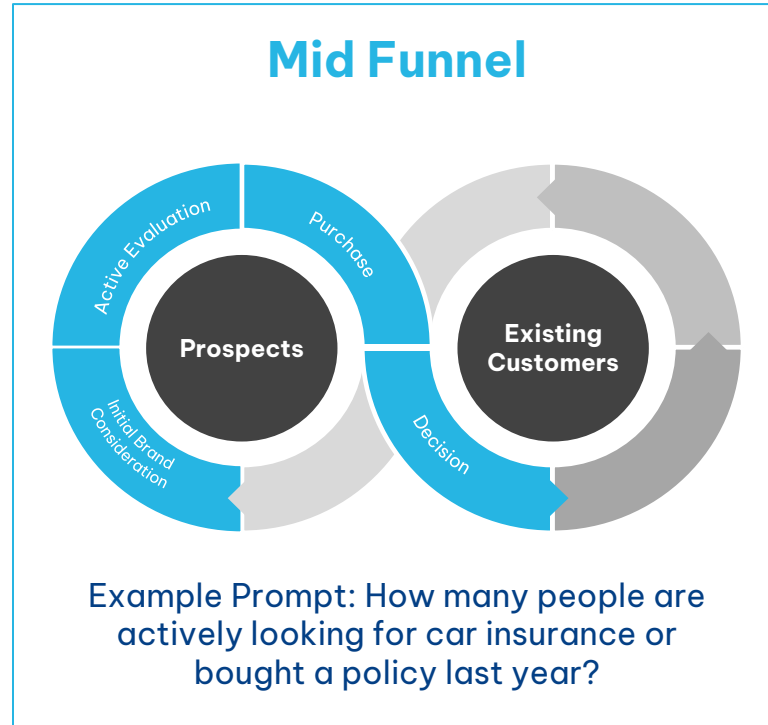 Mid Funnel
Active Evaluation
Purchase
Prospects
Existing
Customers
Initial Brand
Consideration
Decision
Example Prompt: How many people are
actively looking for car insurance or
bought a policy last year?